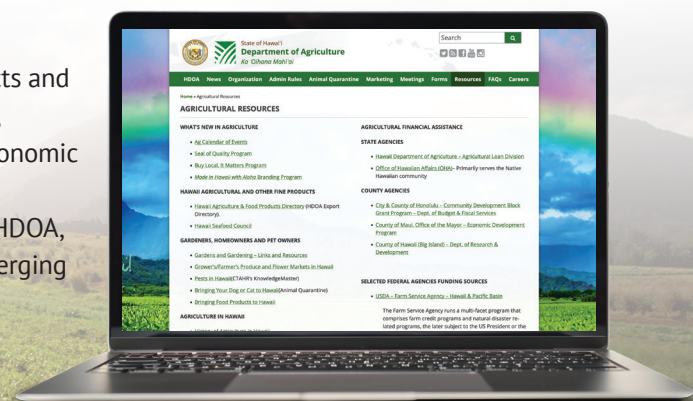 cts and
onomic
HDOA,
erging
State of Hawai'i
Department of Agriculture
Ka 'Oihana Mahi'ai
Search
HDOA News Organization Admin Rules Animal Quarantine Marketing Meetings Forms Resources FAQs Careers
Home » Agricultural Resources
AGRICULTURAL RESOURCES
WHAT'S NEW IN AGRICULTURE
Ag Calendar of Events
Seal of Quality Program
Buy Local, It Matters Program
Made in Hawaii with Aloha Branding Program
HAWAII AGRICULTURAL AND OTHER FINE PRODUCTS
Hawaii Agriculture & Food Products Directory (HDOA Export
Directory).
Hawaii Seafood Council
GARDENERS, HOMEOWNERS AND PET OWNERS
Gardens and Gardening – Links and Resources
Grower's/Farmer's Produce and Flower Markets in Hawaii
Pests in Hawaii(CTAHR's KnowledgeMaster)
Bringing Your Dog or Cat to Hawaii(Animal Quarantine)
Bringing Food Products to Hawaii
AGRICULTURE IN HAWAII
AGRICULTURAL FINANCIAL ASSISTANCE
STATE AGENCIES
Hawaii Department of Agriculture – Agricultural Loan Division
Office of Hawaiian Affairs (OHA)– Primarily serves the Native
Hawaiian community
COUNTY AGENCIES
City & County of Honolulu – Community Development Block
Grant Program – Dept. of Budget & Fiscal Services
County of Maui, Office of the Mayor – Economic Development
Program
County of Hawaii (Big Island) – Dept. of Research &
Development
SELECTED FEDERAL AGENCIES FUNDING SOURCES
USDA – Farm Service Agency – Hawaii & Pacific Basin
The Farm Service Agency runs a multi-facet program that
comprises farm credit programs and natural disaster re-
lated programs, the later subject to the US President or the